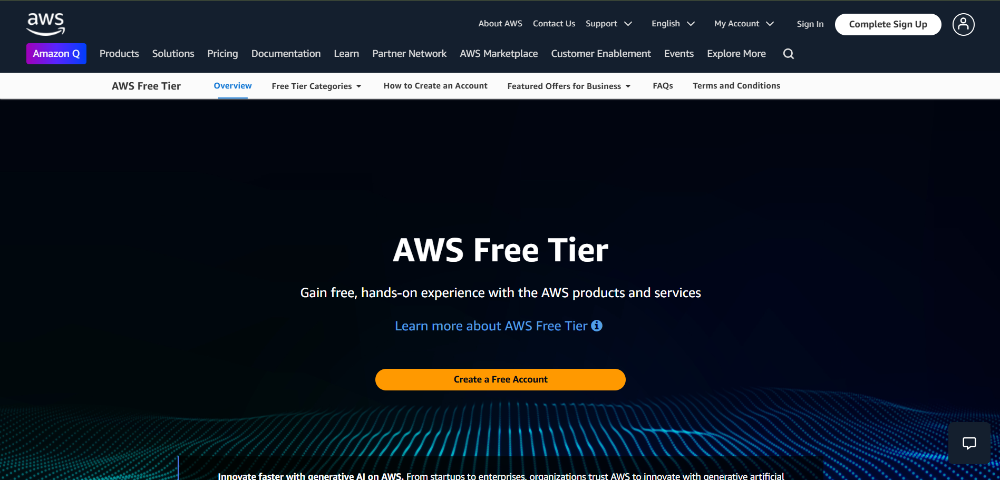 aws
About AWS Contact Us Support English My Account Sign In Complete Sign Up
Amazon Q Products Solutions Pricing Documentation Learn Partner Network AWS Marketplace Customer Enablement Events Explore More
AWS Free Tier Overview Free Tier Categories How to Create an Account Featured Offers for Business FAQs Terms and Conditions
AWS Free Tier
Gain free, hands-on experience with the AWS products and services
Learn more about AWS Free Tier
Create a Free Account
Innovate faster with generative AI on AWS. From startups to enterprises, organizations trust AWS to innovate with generative artificial